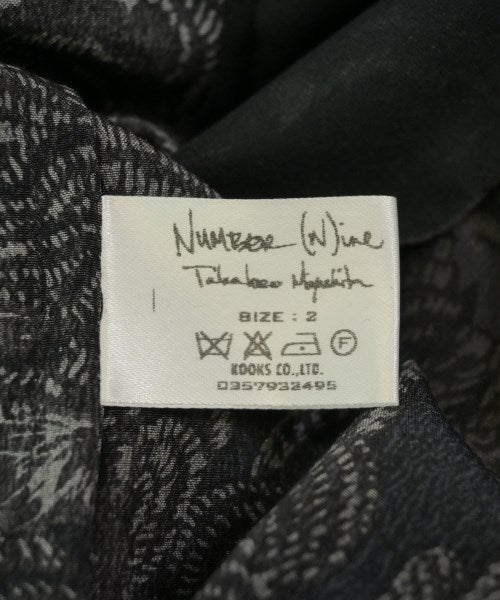 NUMBER (N)ine
Takahiro Miyashita
SIZE : 2
F
KOOKS CO., LTD.
0357932495